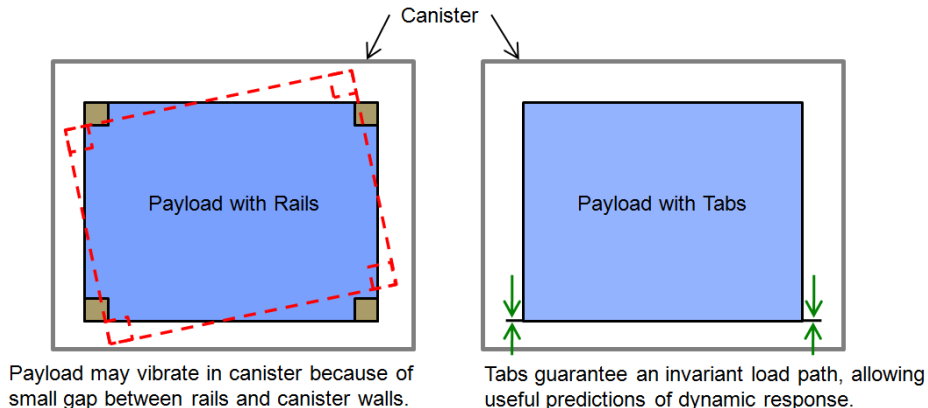 Canister
Payload with Rails
Payload with Tabs
Payload may vibrate in canister because of
small gap between rails and canister walls.
Tabs guarantee an invariant load path, allowing
useful predictions of dynamic response.